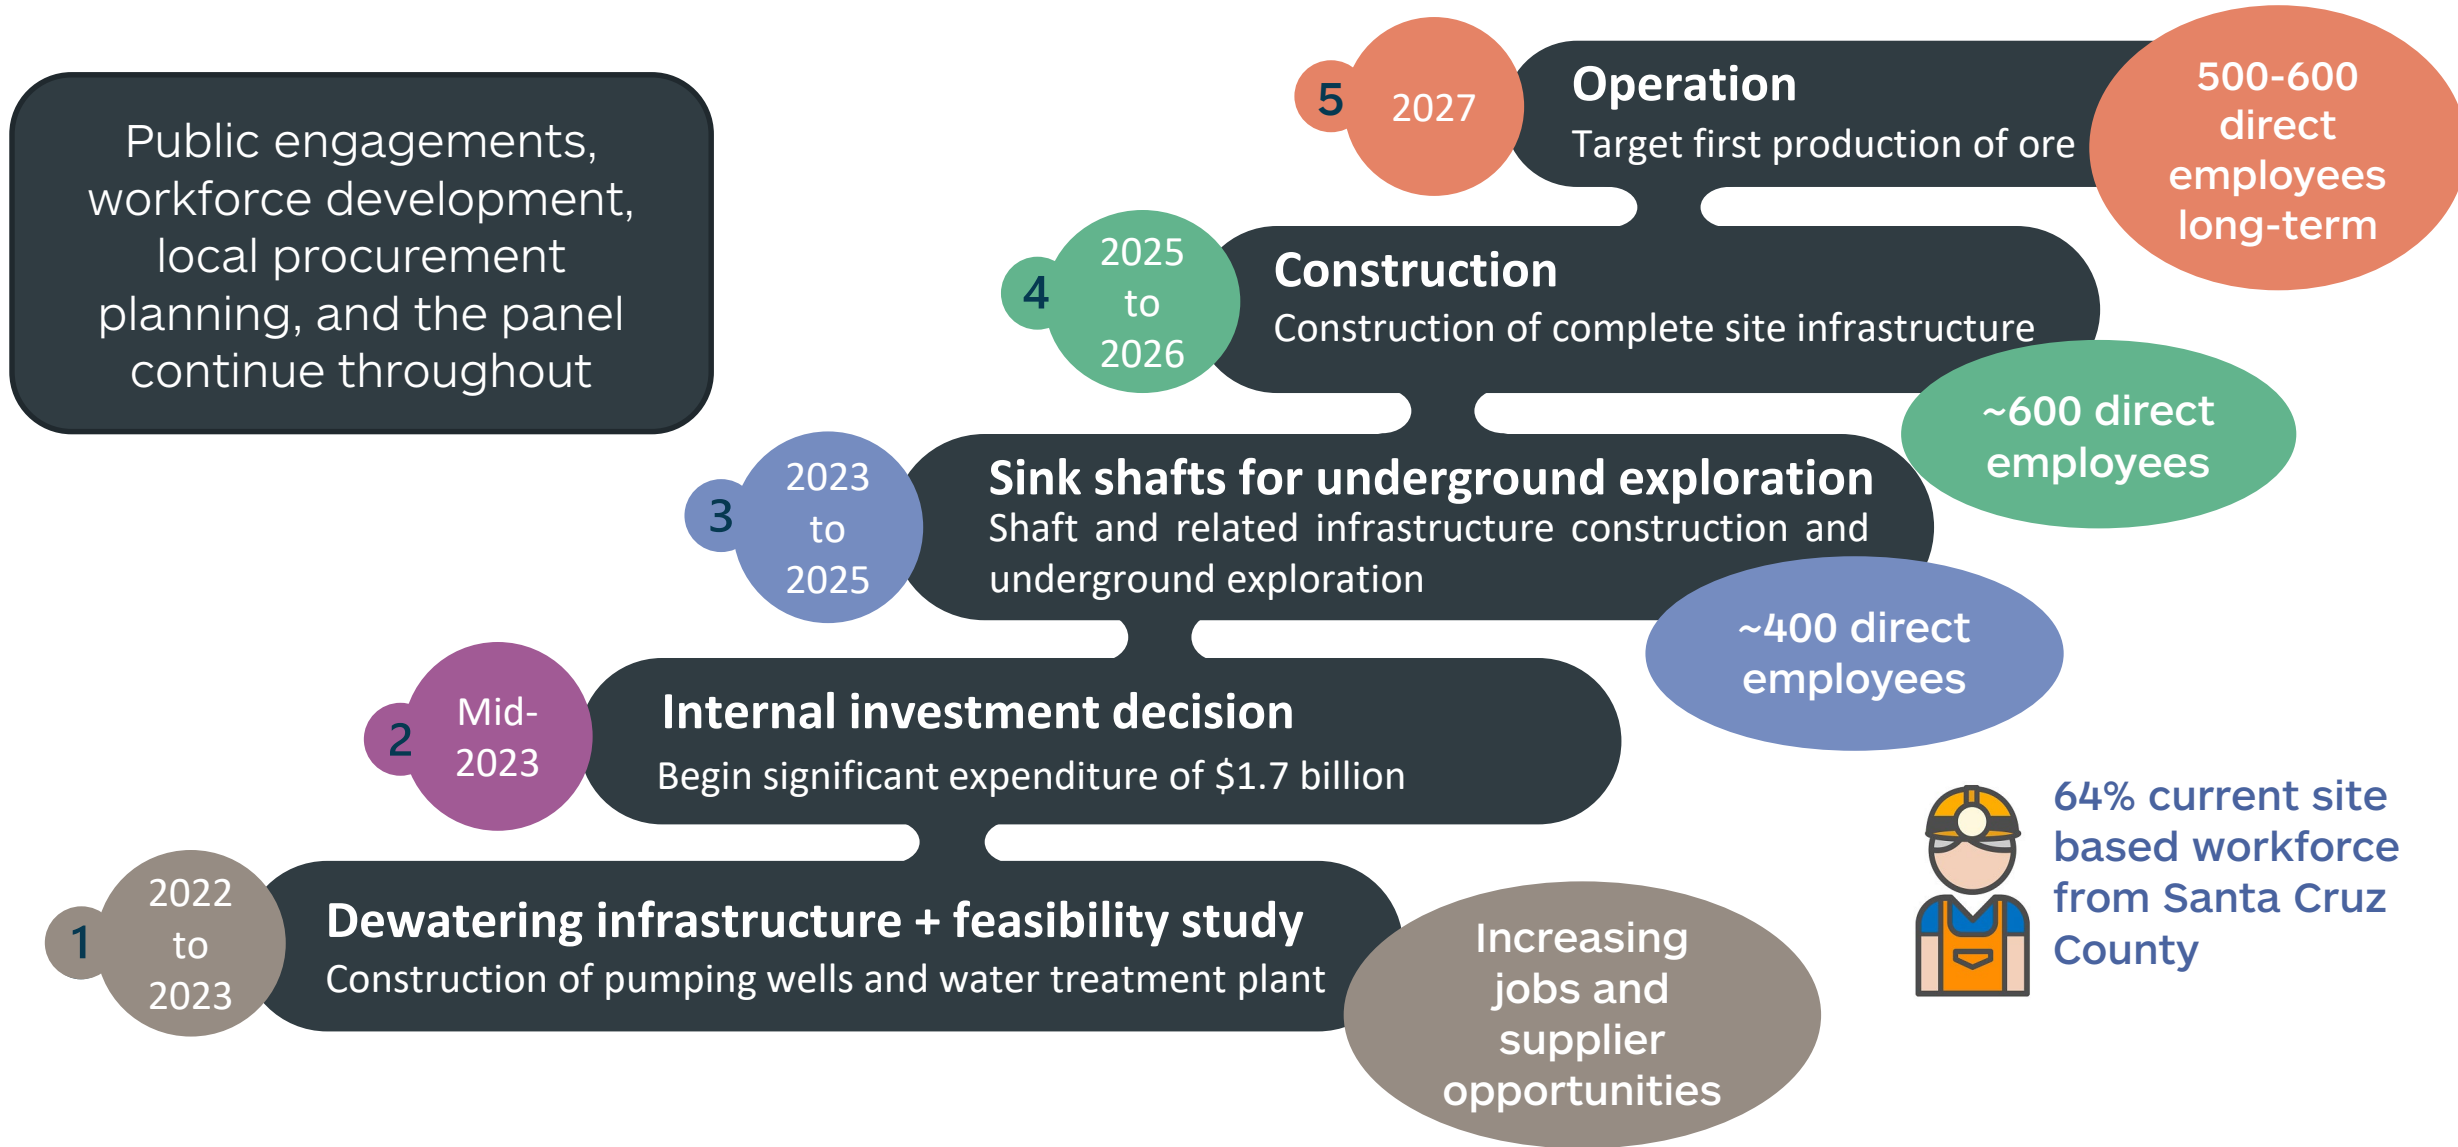 Public engagements,
workforce development,
local procurement
planning, and the panel
continue throughout
5
2027
Operation
Target first production of ore
500-600
direct
employees
long-term
4
2025
to
2026
Construction
Construction of complete site infrastructure
~600 direct
employees
3
2023
to
2025
Sink shafts for underground exploration
Shaft and related infrastructure construction and
underground exploration
~400 direct
employees
2
Mid-
2023
Internal investment decision
Begin significant expenditure of $1.7 billion
64% current site
based workforce
from Santa Cruz
County
1
2022
to
2023
Dewatering infrastructure + feasibility study
Construction of pumping wells and water treatment plant
Increasing
jobs and
supplier
opportunities